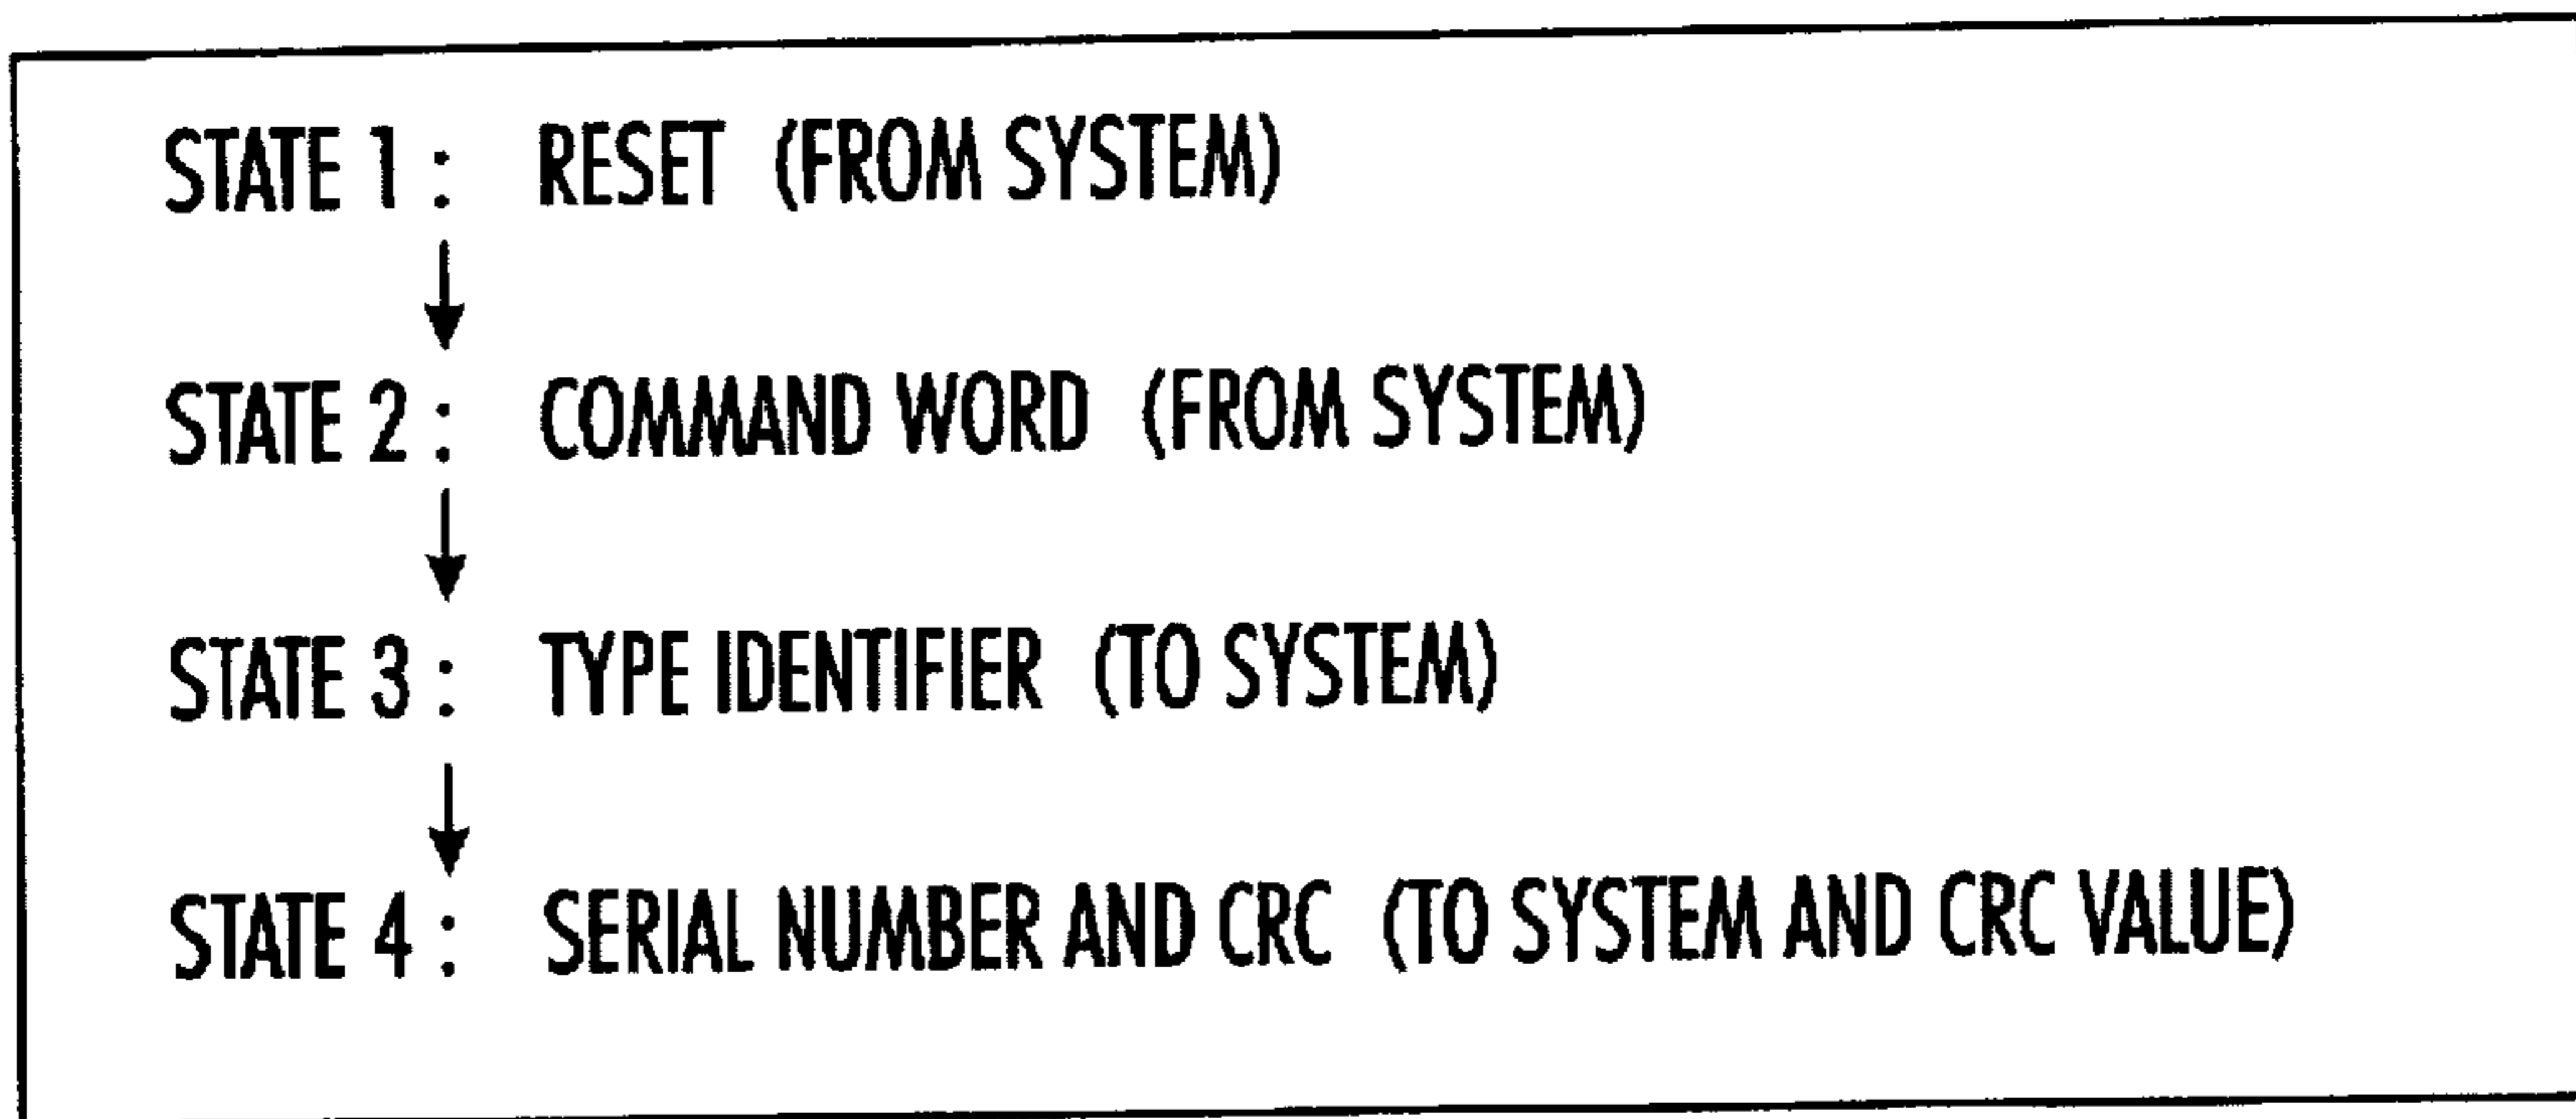 STATE 1 : RESET (FROM SYSTEM)
STATE 2 : COMMAND WORD (FROM SYSTEM)
STATE 3 : TYPE IDENTIFIER (TO SYSTEM)
STATE 4 : SERIAL NUMBER AND CRC (TO SYSTEM AND CRC VALUE)